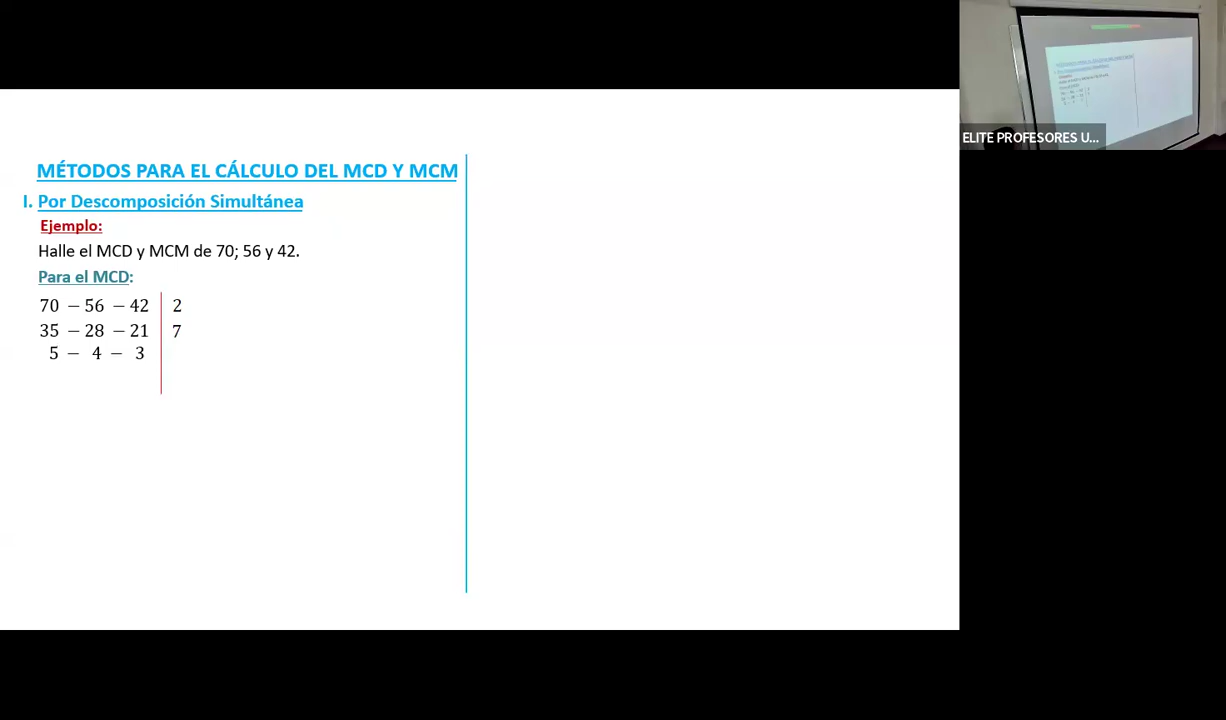 MÉTODOS PARA EL CÁLCULO DEL MCD Y MCM
I. Por Descomposición Simultánea
Ejemplo:
Halle el MCD y MCM de 70; 56 y 42.
Para el MCD:
70 − 56 − 42 | 2
35 − 28 − 21 | 7
5 − 4 − 3 |
ELITE PROFESORES U...